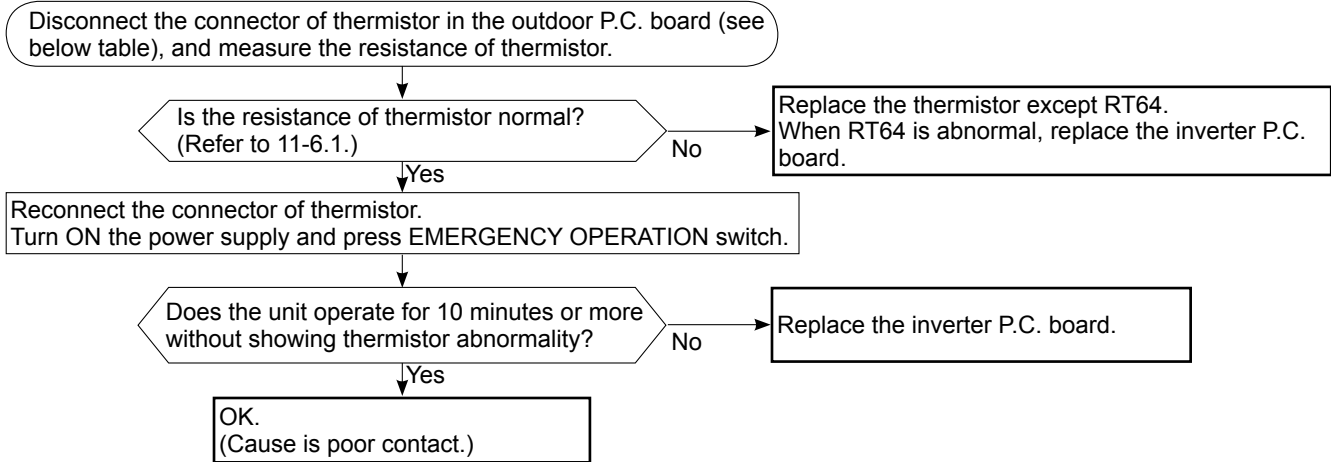 Disconnect the connector of thermistor in the outdoor P.C. board (see
below table), and measure the resistance of thermistor.
Is the resistance of thermistor normal?
(Refer to 11-6.1.)
No
Replace the thermistor except RT64.
When RT64 is abnormal, replace the inverter P.C.
board.
Yes
Reconnect the connector of thermistor.
Turn ON the power supply and press EMERGENCY OPERATION switch.
Does the unit operate for 10 minutes or more
without showing thermistor abnormality?
No
Replace the inverter P.C. board.
Yes
OK.
(Cause is poor contact.)